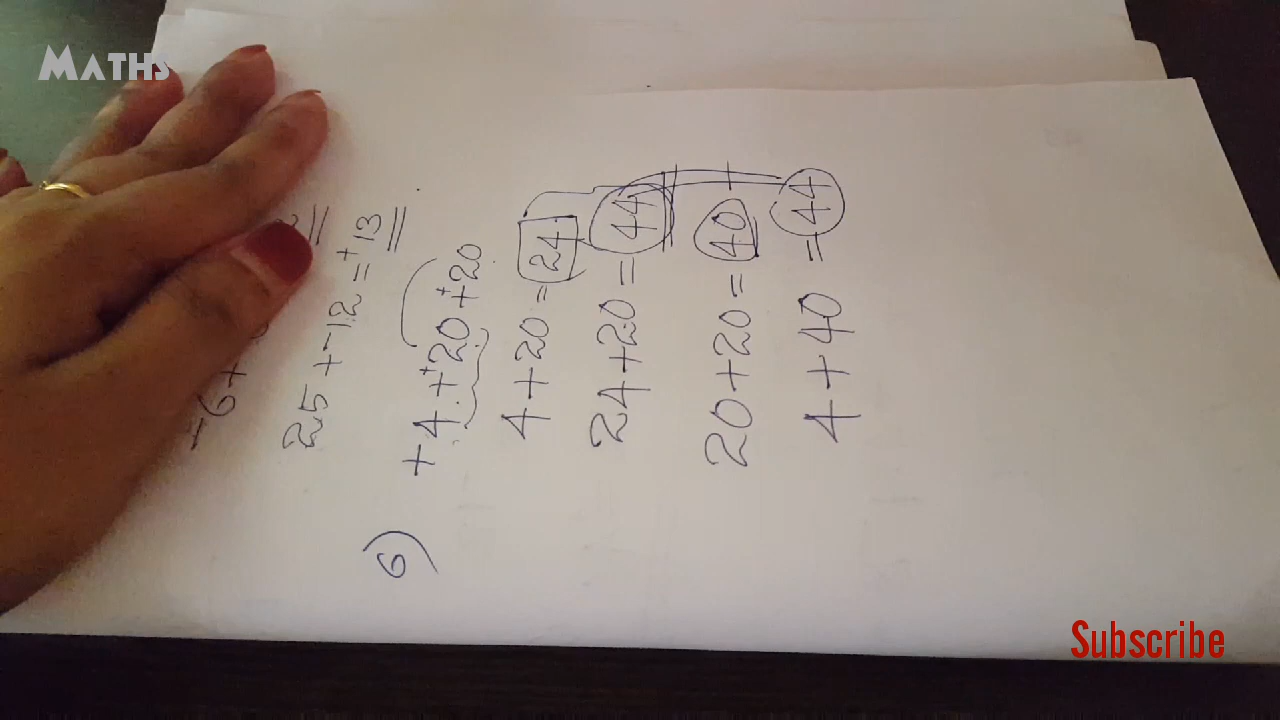 MATHS
25 + -12 = +13
6) +4 + +20 + +20
4 + 20 = 24
24 + 20 = 44
20 + 20 = 40
4 + 40 = 44
Subscribe